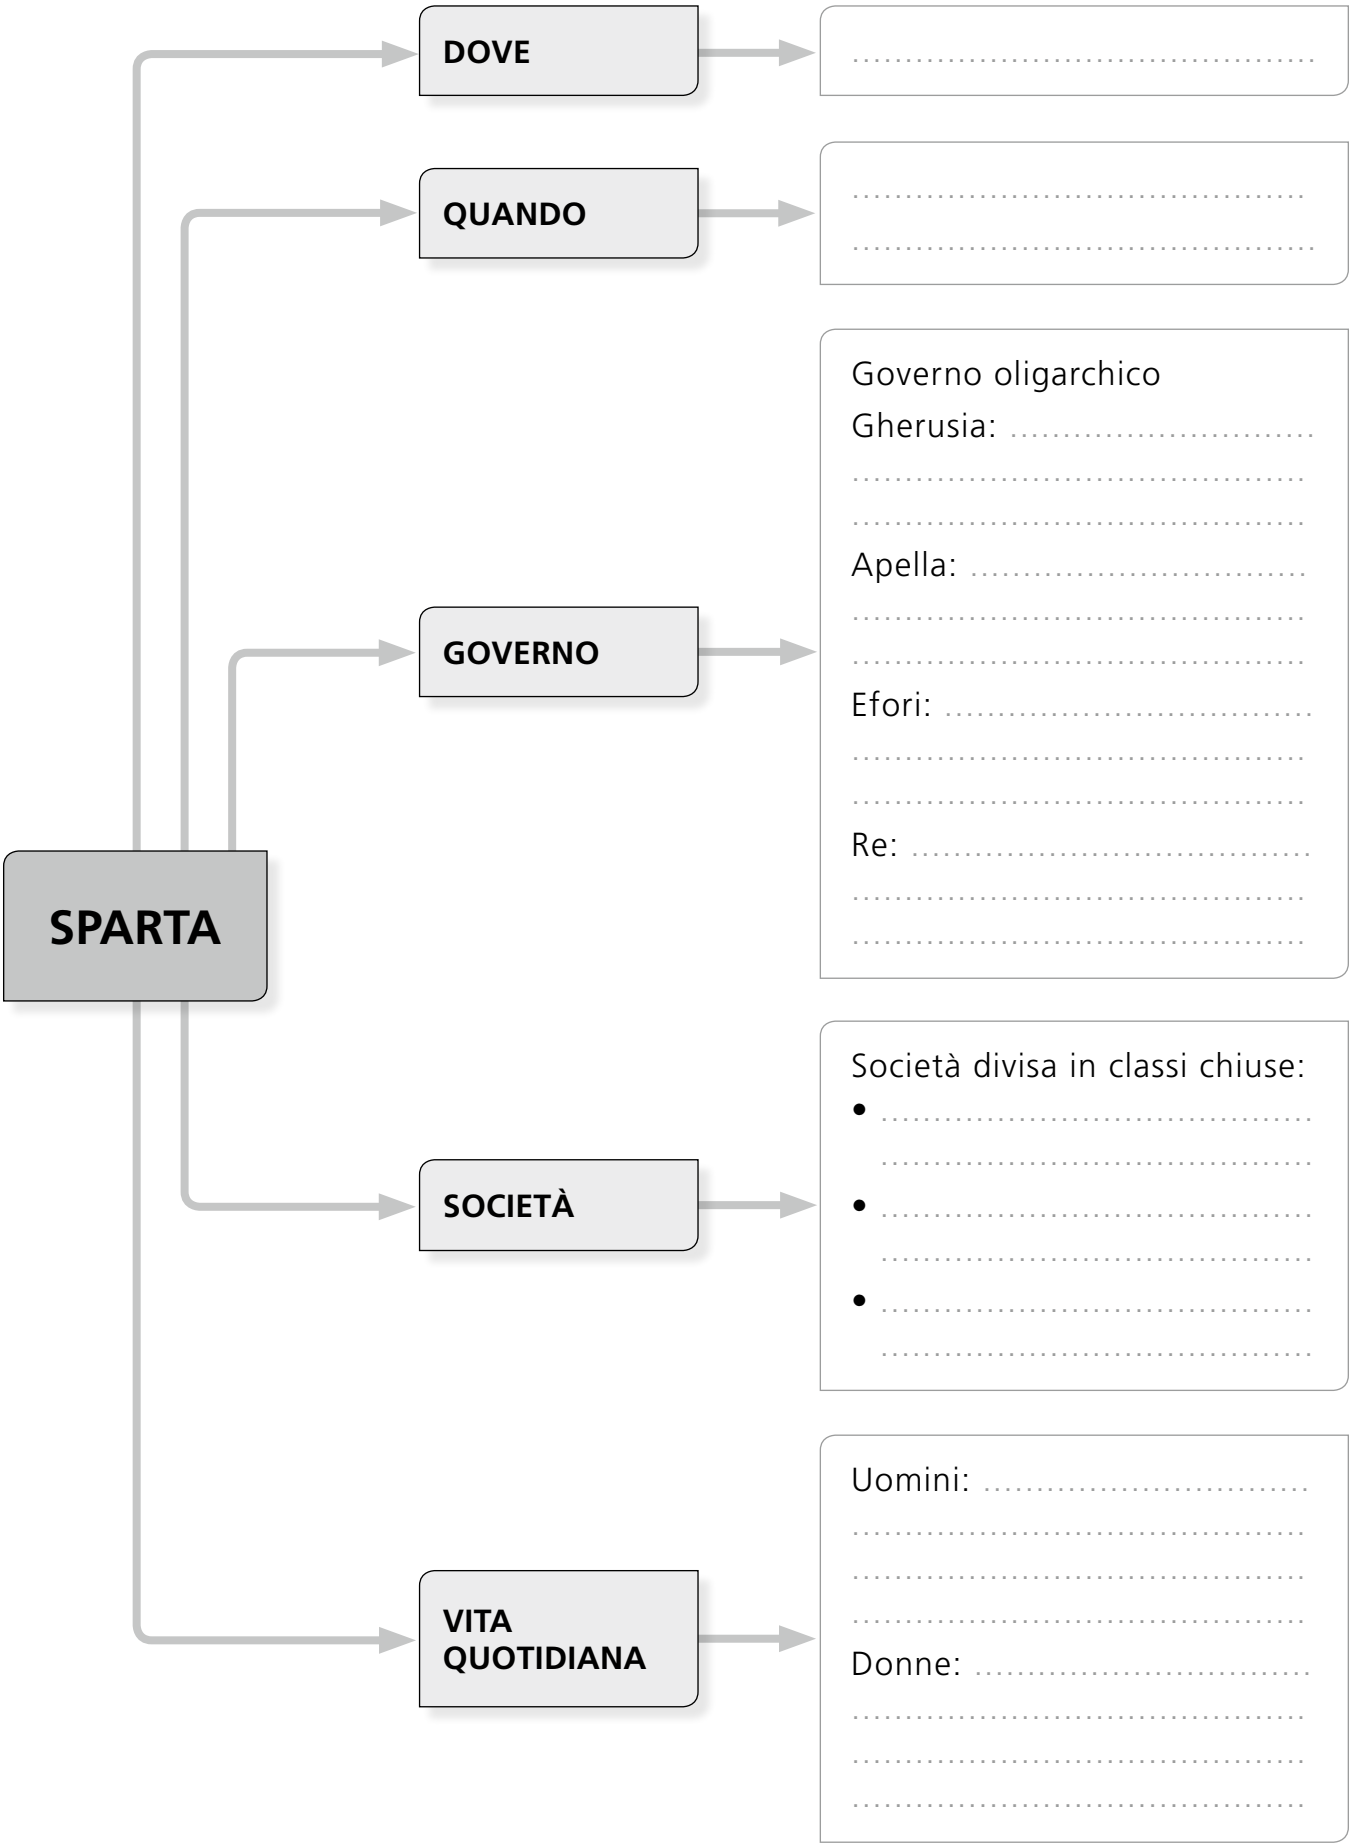 DOVE
QUANDO
Governo oligarchico
Gherusia:
Apella:
GOVERNO
Efori:
Re:
SPARTA
Società divisa in classi chiuse:
•
SOCIETÀ
•
•
Uomini:
VITA
QUOTIDIANA
Donne: